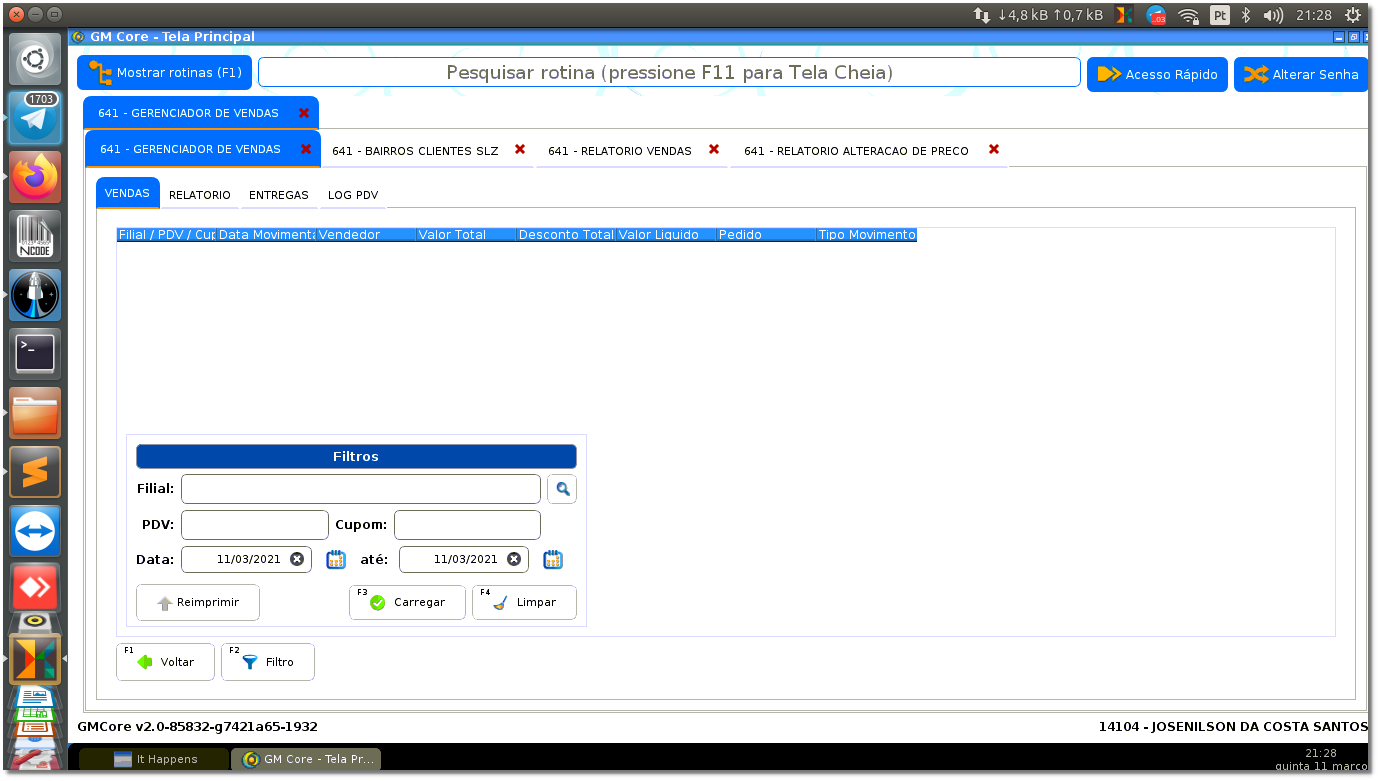 ↓4,8 kB ↑0,7 kB .03 Pt 21:28
GM Core - Tela Principal
1703
Mostrar rotinas (F1) Pesquisar rotina (pressione F11 para Tela Cheia) Acesso Rápido Alterar Senha
641 - GERENCIADOR DE VENDAS
641 - GERENCIADOR DE VENDAS 641 - BAIRROS CLIENTES SLZ 641 - RELATORIO VENDAS 641 - RELATORIO ALTERACAO DE PRECO
VENDAS RELATORIO ENTREGAS LOG PDV
NCODE
Filial / PDV / Cup Data Movimenta Vendedor Valor Total Desconto Total Valor Liquido Pedido Tipo Movimento
>_
Filtros
Filial:
PDV: Cupom:
Data: 11/03/2021 até: 11/03/2021
Reimprimir F3 Carregar F4 Limpar
F1 Voltar F2 Filtro
GMCore v2.0-85832-g7421a65-1932 14104 - JOSENILSON DA COSTA SANTOS
It Happens GM Core - Tela Pr... 21:28
quinta 11 março